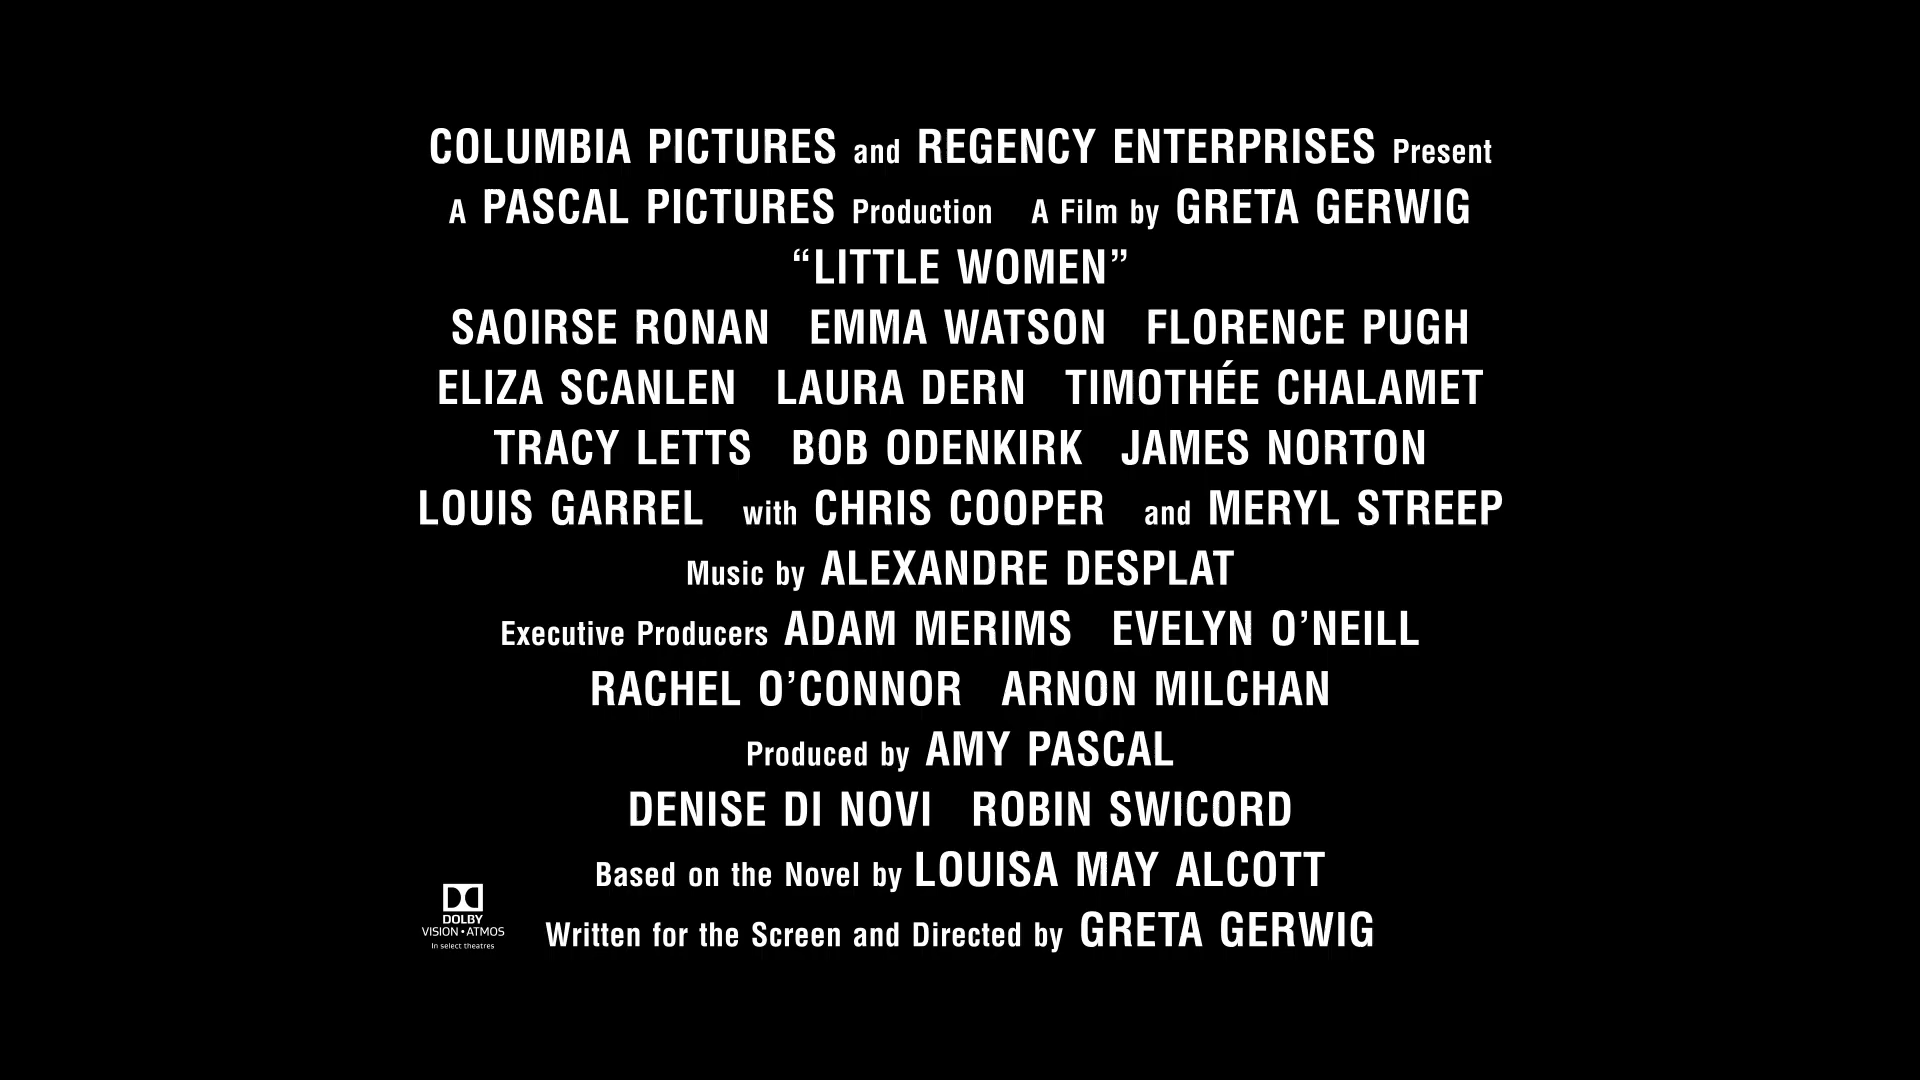 COLUMBIA PICTURES and REGENCY ENTERPRISES Present
A PASCAL PICTURES Production A Film by GRETA GERWIG
“LITTLE WOMEN”
SAOIRSE RONAN EMMA WATSON FLORENCE PUGH
ELIZA SCANLEN LAURA DERN TIMOTHÉE CHALAMET
TRACY LETTS BOB ODENKIRK JAMES NORTON
LOUIS GARREL with CHRIS COOPER and MERYL STREEP
Music by ALEXANDRE DESPLAT
Executive Producers ADAM MERIMS EVELYN O’NEILL
RACHEL O’CONNOR ARNON MILCHAN
Produced by AMY PASCAL
DENISE DI NOVI ROBIN SWICORD
Based on the Novel by LOUISA MAY ALCOTT
Written for the Screen and Directed by GRETA GERWIG
DOLBY
VISION•ATMOS
In select theatres